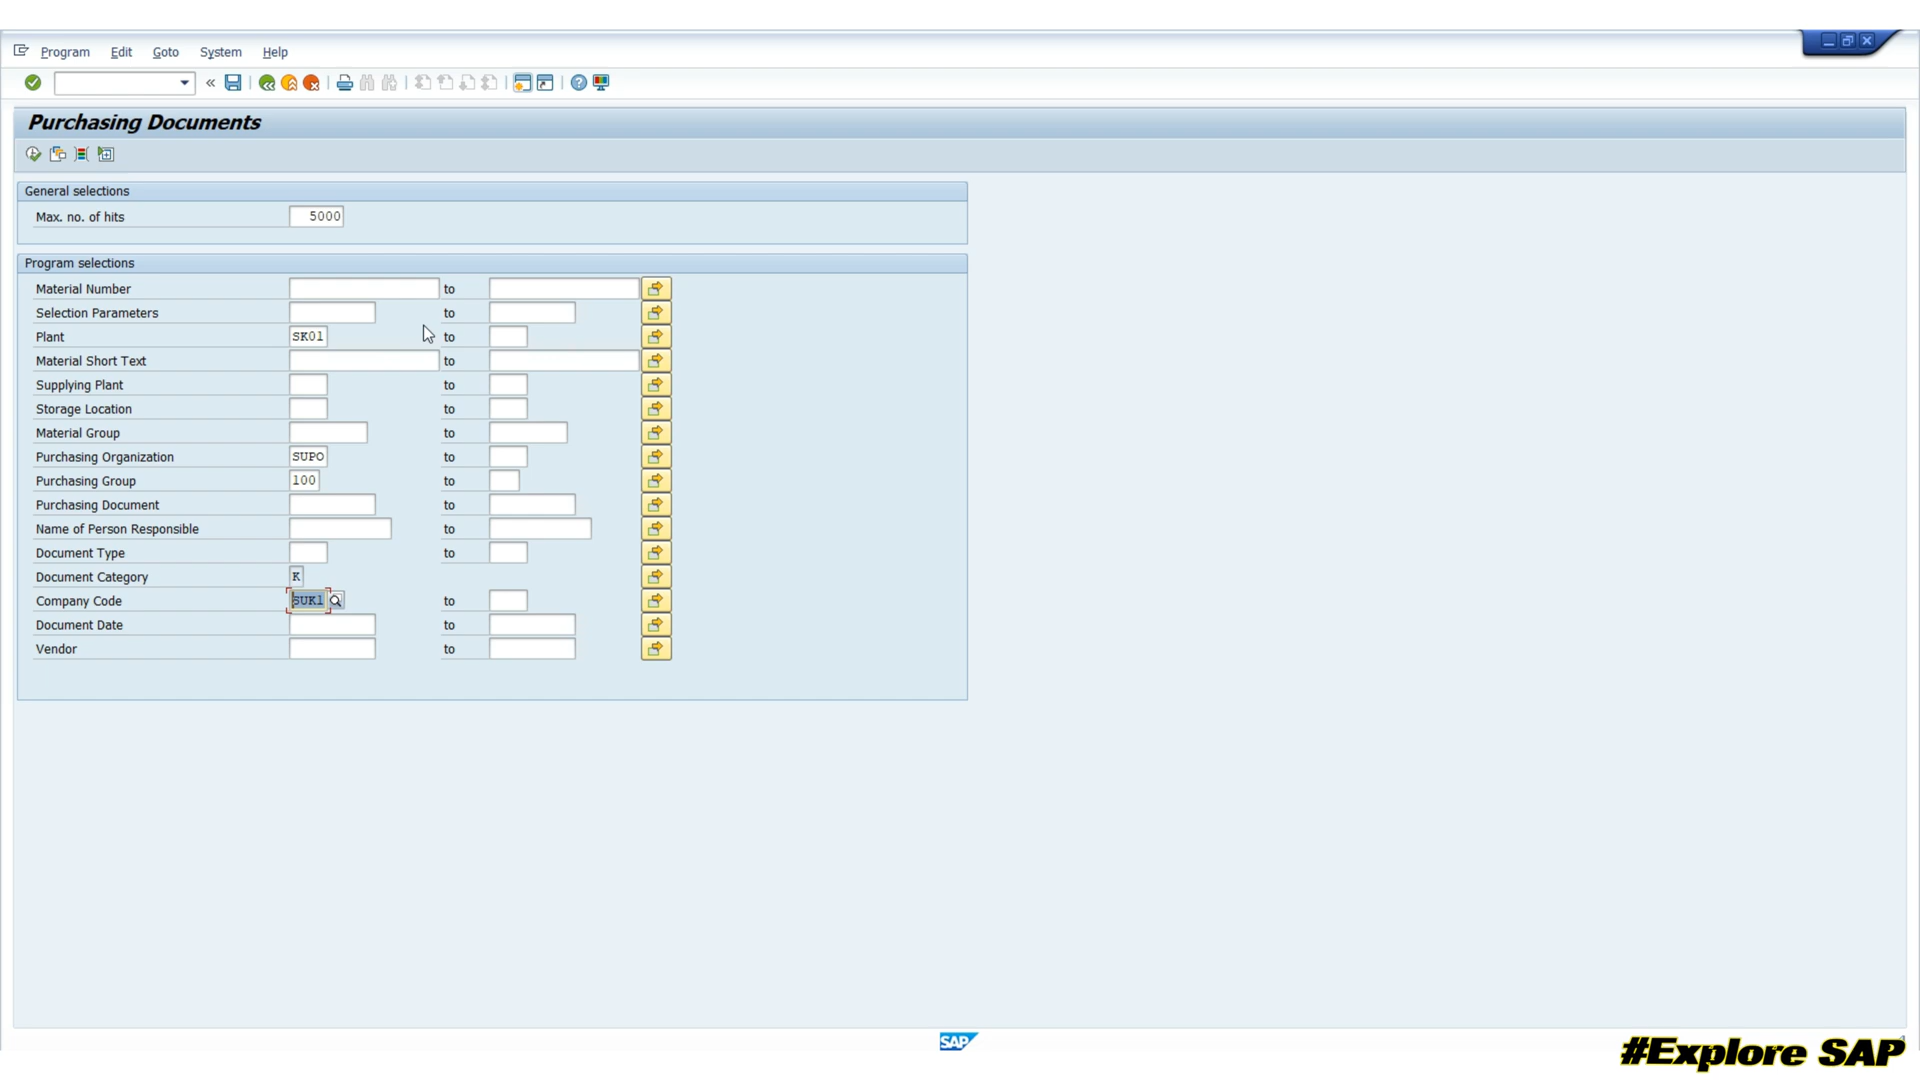 Program Edit Goto System Help
«
Purchasing Documents
General selections
Max. no. of hits 5000
Program selections
Material Number to
Selection Parameters to
Plant SK01 to
Material Short Text to
Supplying Plant to
Storage Location to
Material Group to
Purchasing Organization SUPO to
Purchasing Group 100 to
Purchasing Document to
Name of Person Responsible to
Document Type to
Document Category K
Company Code SUK1 to
Document Date to
Vendor to
SAP
#Explore SAP